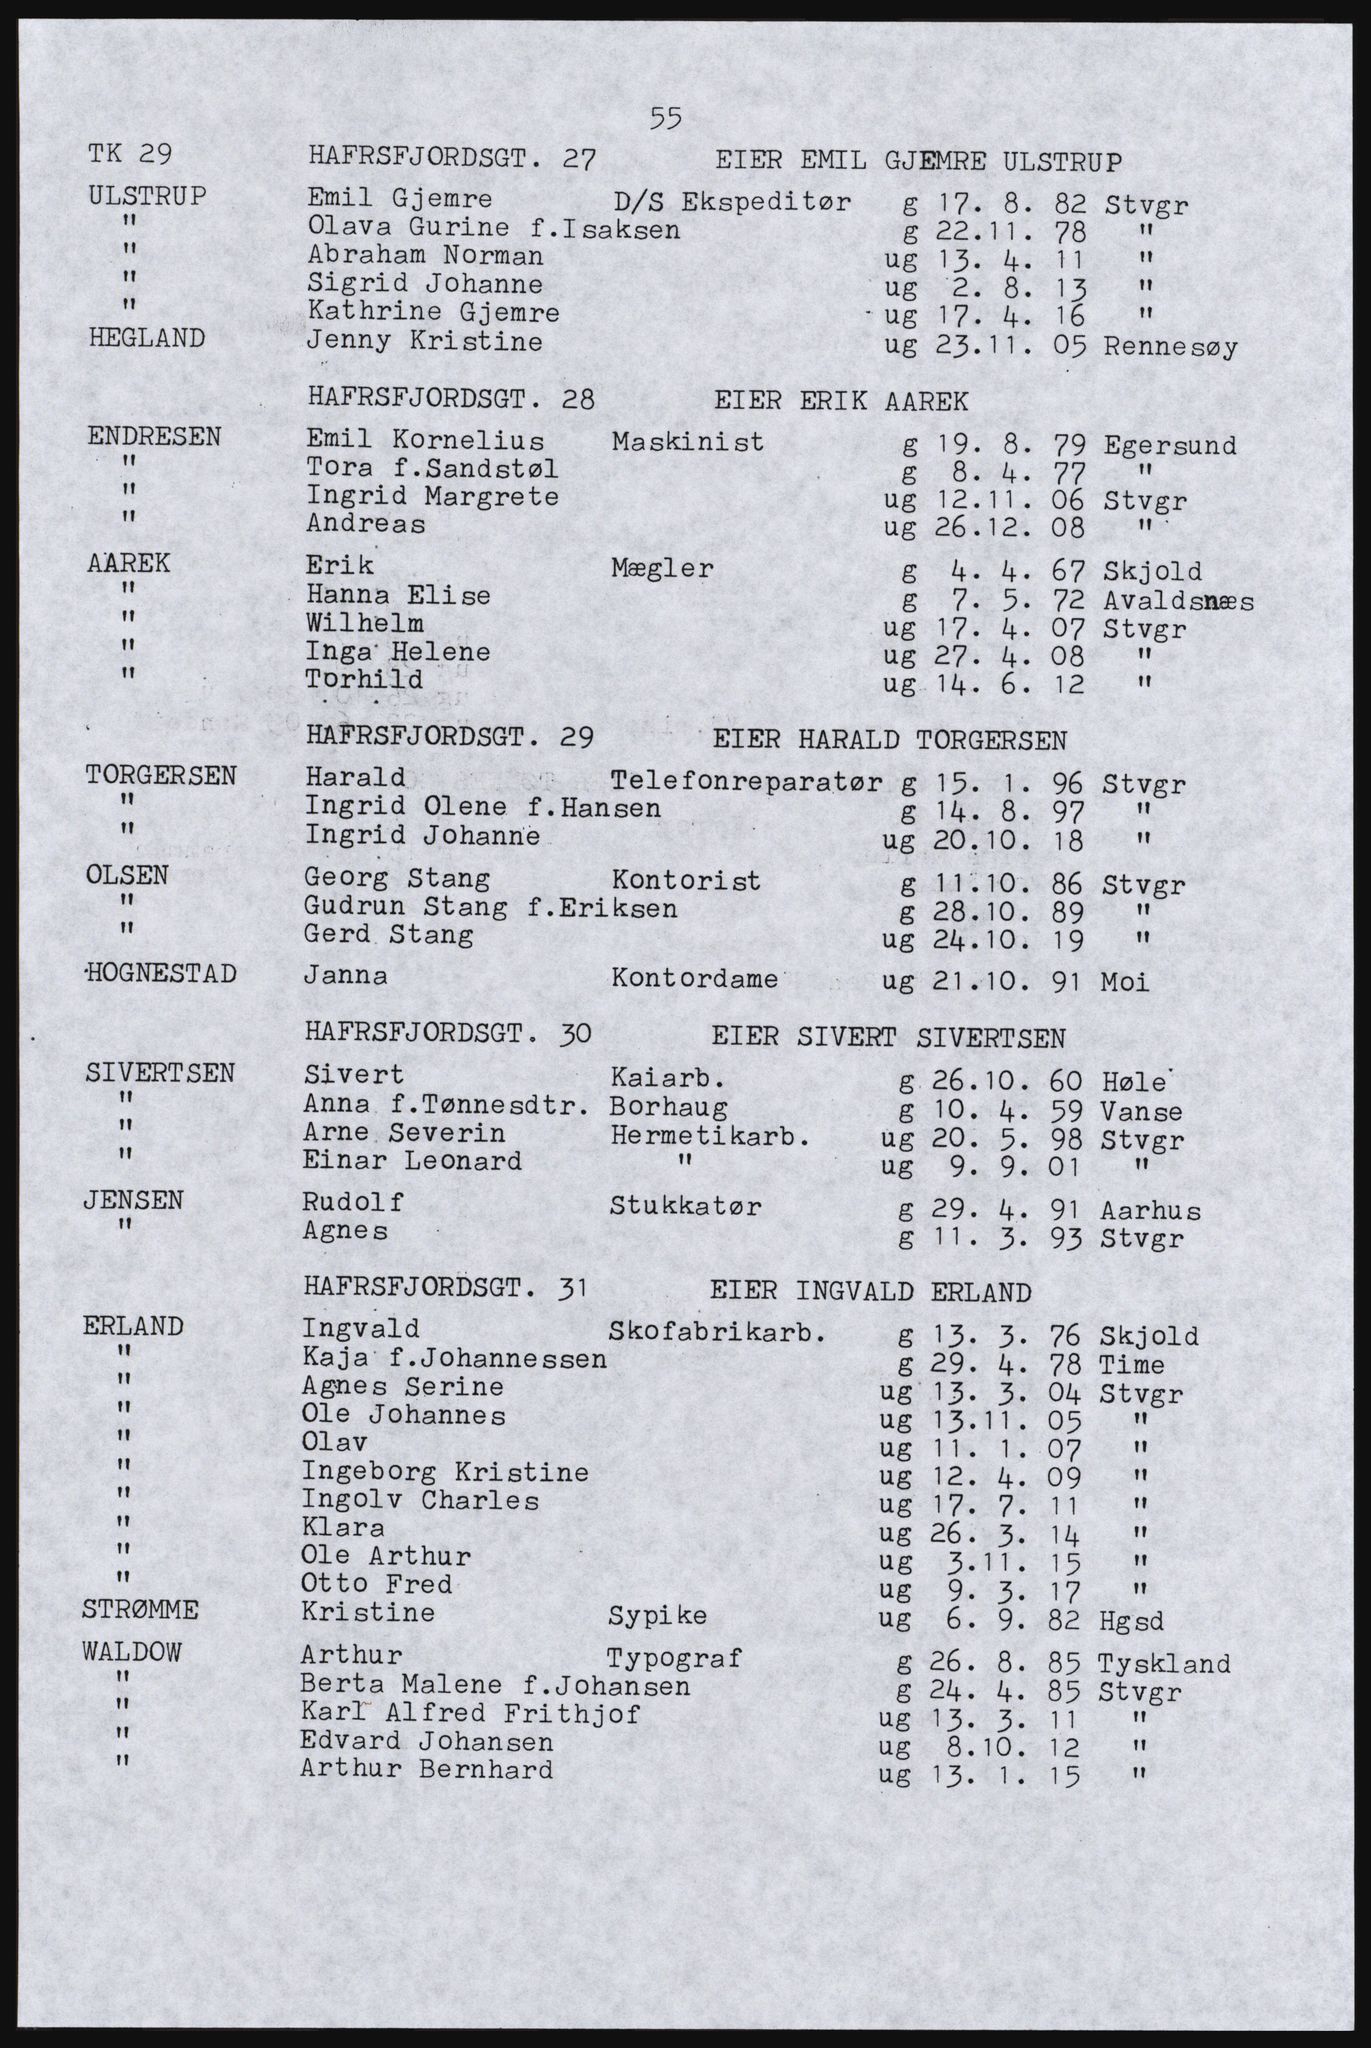 55
TK 29 HAFRSFJORDSGT. 27 EIER EMIL GJEMRE ULSTRUP
ULSTRUP Emil Gjemre D/S Ekspeditør g 17. 8. 82 Stvgr
" Olava Gurine f.Isaksen g 22.11. 78 "
" Abraham Norman ug 13. 4. 11 "
" Sigrid Johanne ug 2. 8. 13 "
" Kathrine Gjemre ug 17. 4. 16 "
HEGLAND Jenny Kristine ug 23.11. 05 Rennesøy
HAFRSFJORDSGT. 28 EIER ERIK AAREK
ENDRESEN Emil Kornelius Maskinist g 19. 8. 79 Egersund
" Tora f.Sandstøl g 8. 4. 77 "
" Ingrid Margrete ug 12.11. 06 Stvgr
" Andreas ug 26.12. 08 "
AAREK Erik Mægler g 4. 4. 67 Skjold
" Hanna Elise g 7. 5. 72 Avaldsnæs
" Wilhelm ug 17. 4. 07 Stvgr
" Inga Helene ug 27. 4. 08 "
" Torhild ug 14. 6. 12 "
HAFRSFJORDSGT. 29 EIER HARALD TORGERSEN
TORGERSEN Harald Telefonreparatør g 15. 1. 96 Stvgr
" Ingrid Olene f.Hansen g 14. 8. 97 "
" Ingrid Johanne ug 20.10. 18 "
OLSEN Georg Stang Kontorist g 11.10. 86 Stvgr
" Gudrun Stang f.Eriksen g 28.10. 89 "
" Gerd Stang ug 24.10. 19 "
HOGNESTAD Janna Kontordame ug 21.10. 91 Moi
HAFRSFJORDSGT. 30 EIER SIVERT SIVERTSEN
SIVERTSEN Sivert Kaiarb. g 26.10. 60 Høle
" Anna f.Tønnesdtr. Borhaug g 10. 4. 59 Vanse
" Arne Severin Hermetikarb. ug 20. 5. 98 Stvgr
" Einar Leonard " ug 9. 9. 01 "
JENSEN Rudolf Stukkatør g 29. 4. 91 Aarhus
" Agnes g 11. 3. 93 Stvgr
HAFRSFJORDSGT. 31 EIER INGVALD ERLAND
ERLAND Ingvald Skofabrikarb. g 13. 3. 76 Skjold
" Kaja f.Johannessen g 29. 4. 78 Time
" Agnes Serine ug 13. 3. 04 Stvgr
" Ole Johannes ug 13.11. 05 "
" Olav ug 11. 1. 07 "
" Ingeborg Kristine ug 12. 4. 09 "
" Ingolv Charles ug 17. 7. 11 "
" Klara ug 26. 3. 14 "
" Ole Arthur ug 3.11. 15 "
" Otto Fred ug 9. 3. 17 "
STRØMME Kristine Sypike ug 6. 9. 82 Hgsd
WALDOW Arthur Typograf g 26. 8. 85 Tyskland
" Berta Malene f.Johansen g 24. 4. 85 Stvgr
" Karl Alfred Frithjof ug 13. 3. 11 "
" Edvard Johansen ug 8.10. 12 "
" Arthur Bernhard ug 13. 1. 15 "